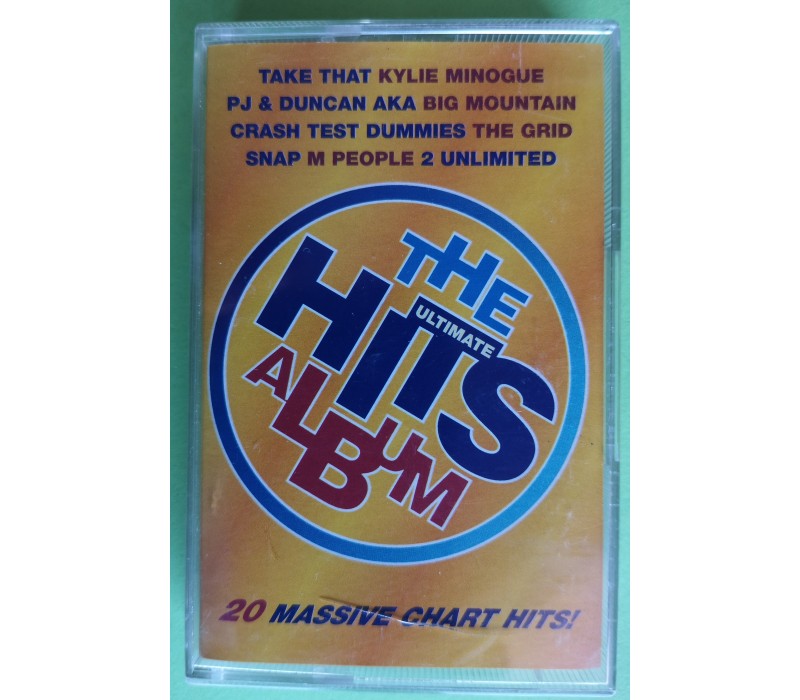 TAKE THAT KYLIE MINOGUE
PJ & DUNCAN AKA BIG MOUNTAIN
CRASH TEST DUMMIES THE GRID
SNAP M PEOPLE 2 UNLIMITED
THE
ULTIMATE
HITS
ALBUM
20 MASSIVE CHART HITS!